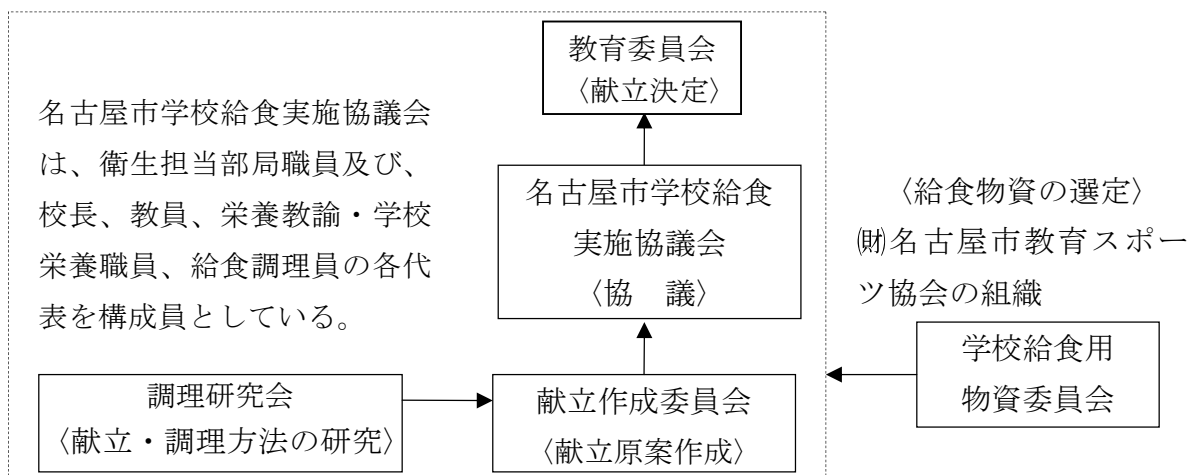 教育委員会
〈献立決定〉
名古屋市学校給食実施協議会
は、衛生担当部局職員及び、
校長、教員、栄養教諭・学校
栄養職員、給食調理員の各代
表を構成員としている。
名古屋市学校給食
実施協議会
〈協　議〉
〈給食物資の選定〉
㈶名古屋市教育スポー
ツ協会の組織
学校給食用
物資委員会
調理研究会
〈献立・調理方法の研究〉
献立作成委員会
〈献立原案作成〉